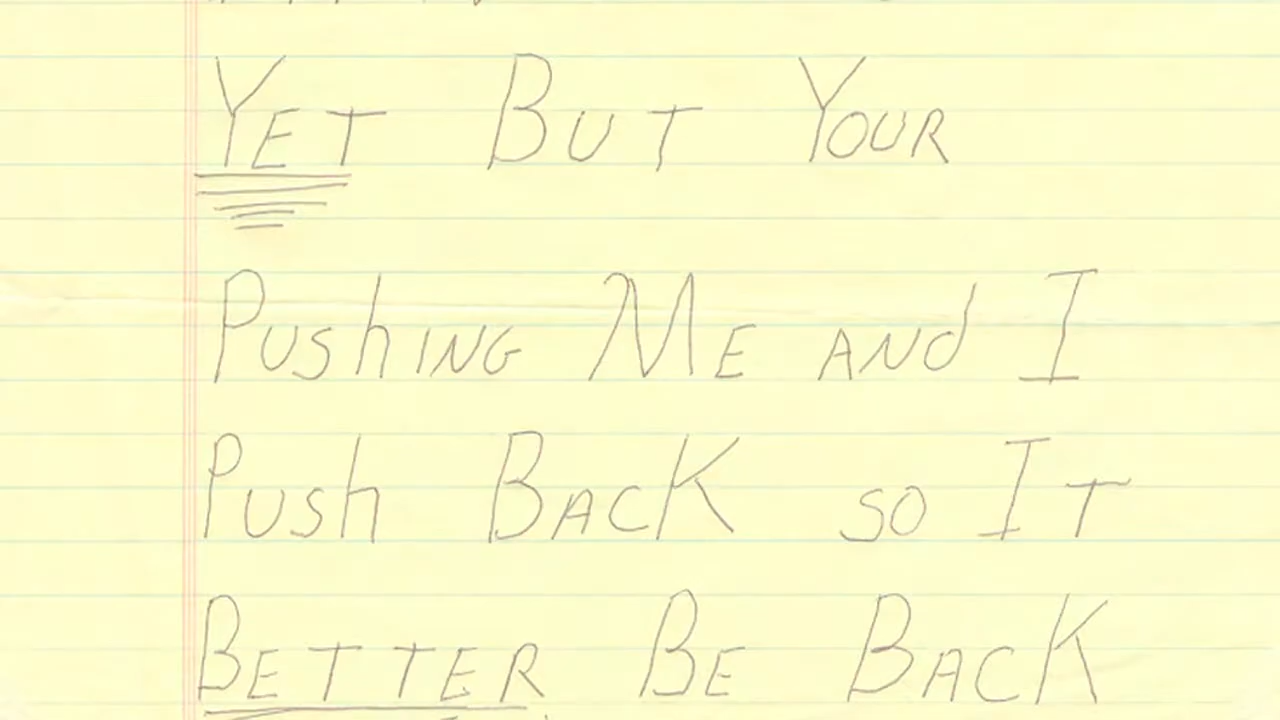 Yet But Your
Pushing Me and I
Push Back so It
Better Be Back